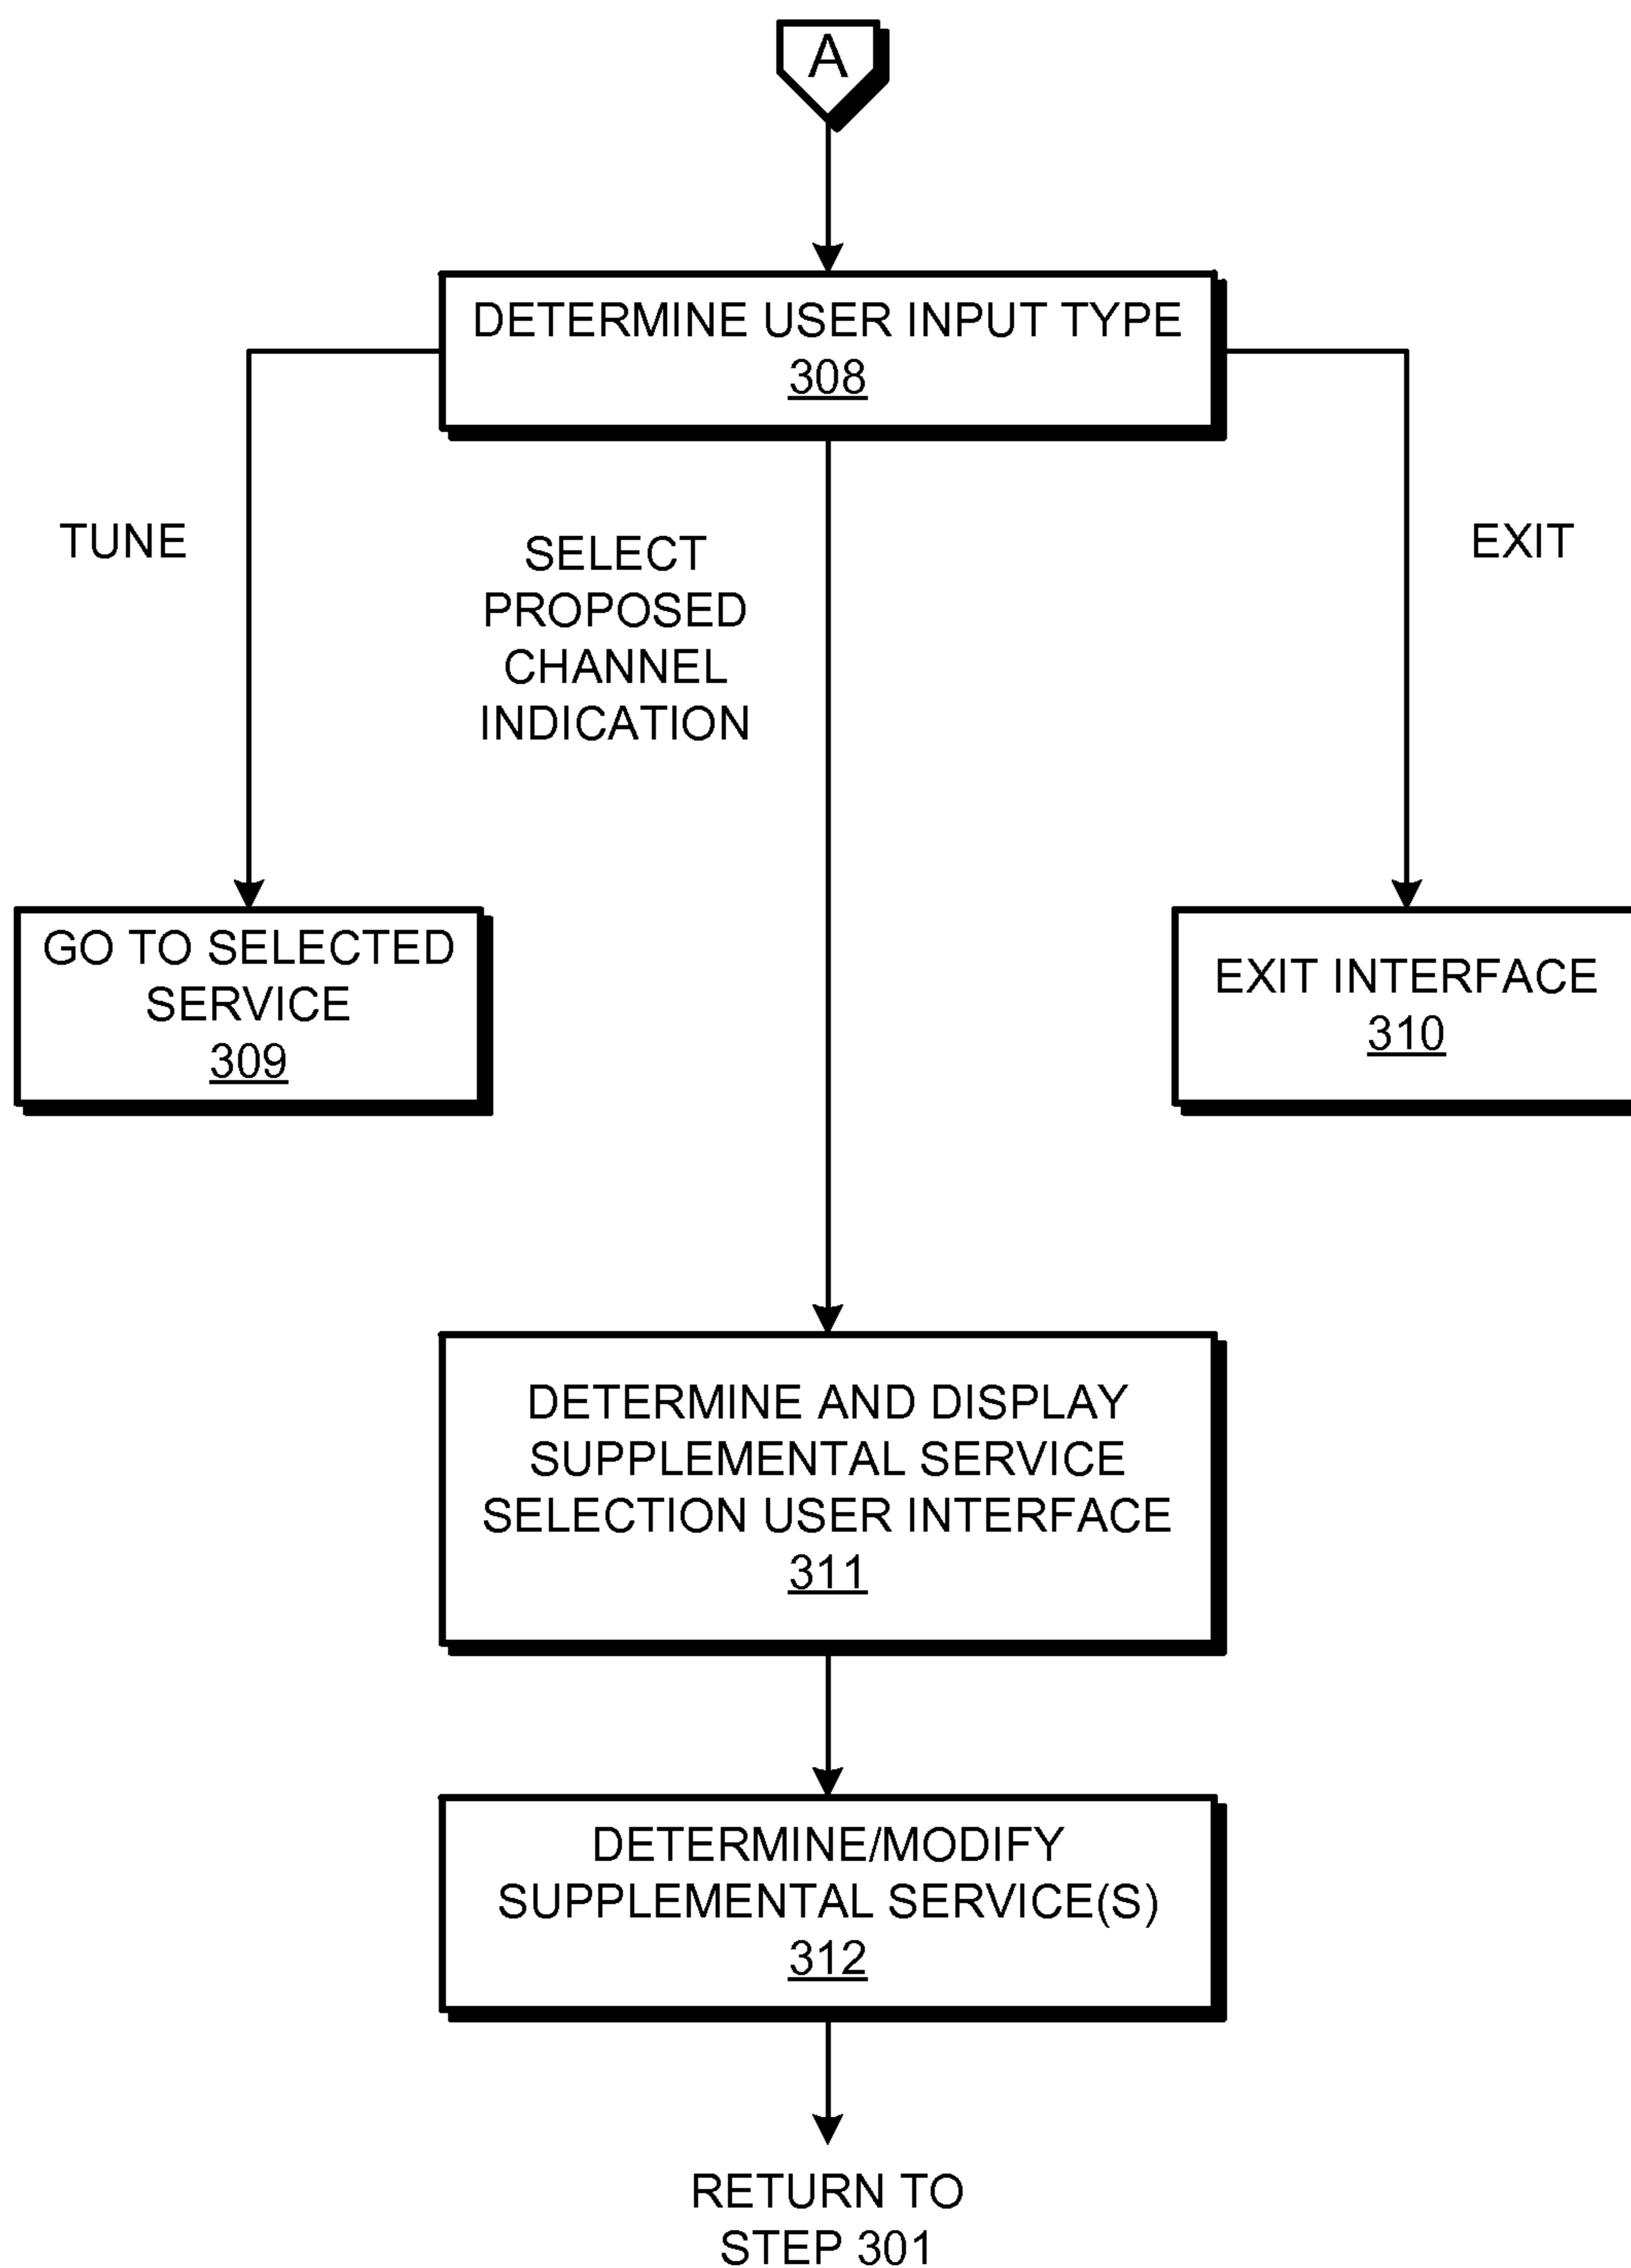 A
DETERMINE USER INPUT TYPE
308
TUNE
SELECT
PROPOSED
CHANNEL
INDICATION
EXIT
GO TO SELECTED
SERVICE
309
EXIT INTERFACE
310
DETERMINE AND DISPLAY
SUPPLEMENTAL SERVICE
SELECTION USER INTERFACE
311
DETERMINE/MODIFY
SUPPLEMENTAL SERVICE(S)
312
RETURN TO
STEP 301